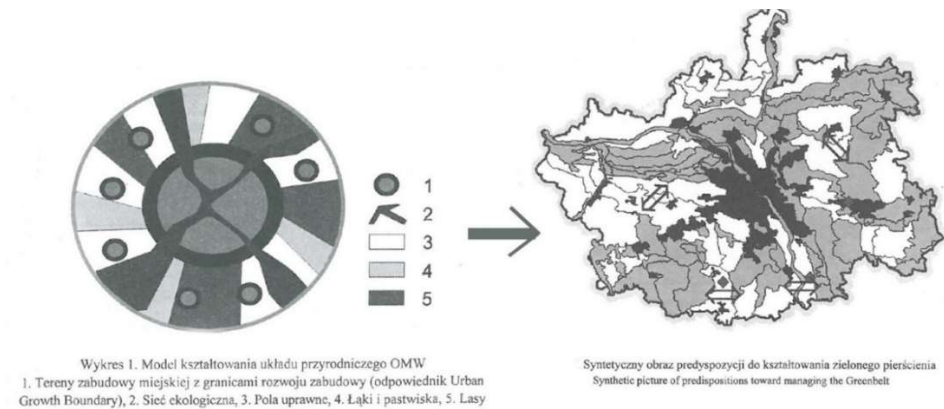 1
2
3
4
5
Wykres 1. Model kształtowania układu przyrodniczego OMW
1. Tereny zabudowy miejskiej z granicami rozwoju zabudowy (odpowiednik Urban
Growth Boundary), 2. Sieć ekologiczna, 3. Pola uprawne, 4. Łąki i pastwiska, 5. Lasy
Syntetyczny obraz predyspozycji do kształtowania zielonego pierścienia
Synthetic picture of predispositions toward managing the Greenbelt